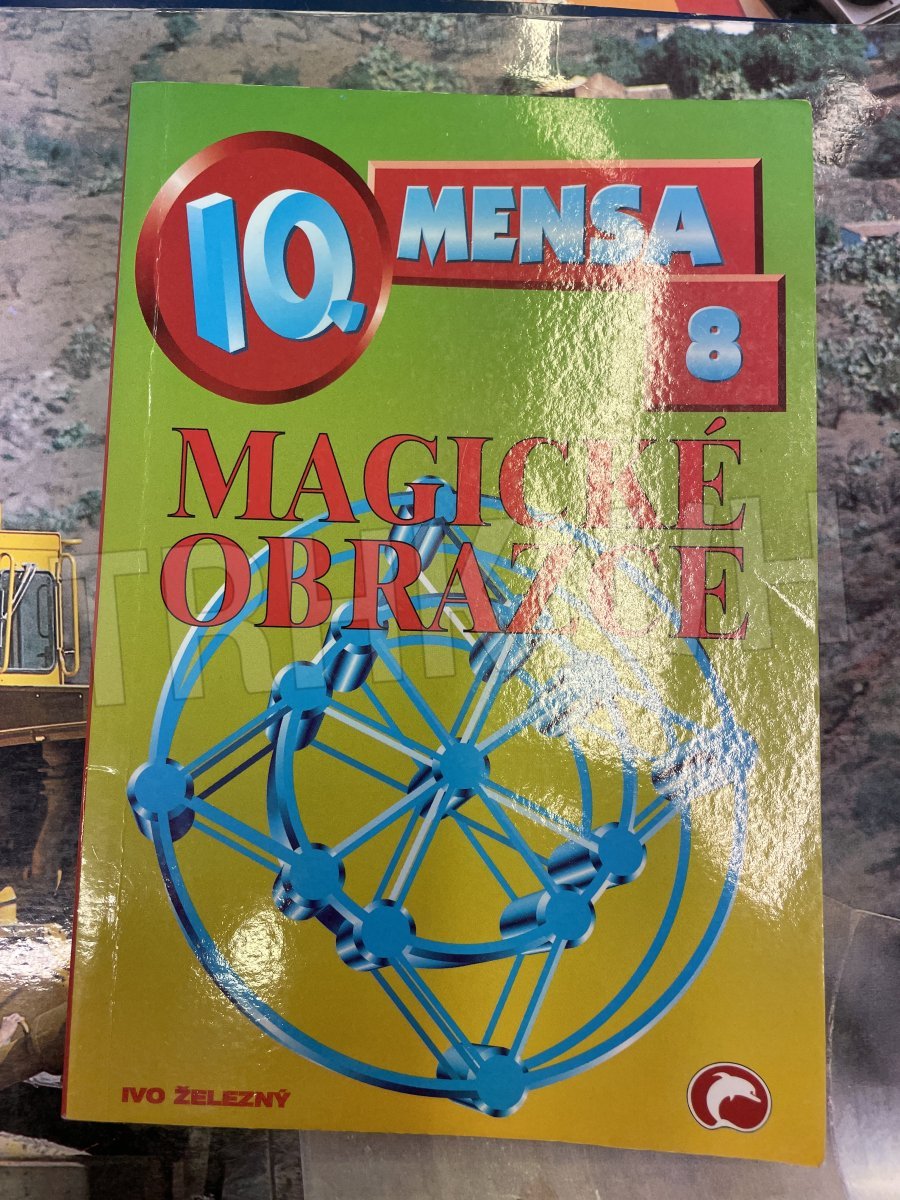 IQ
MENSA
8
MAGICKÉ
OBRAZCE
IVO ŽELEZNÝ